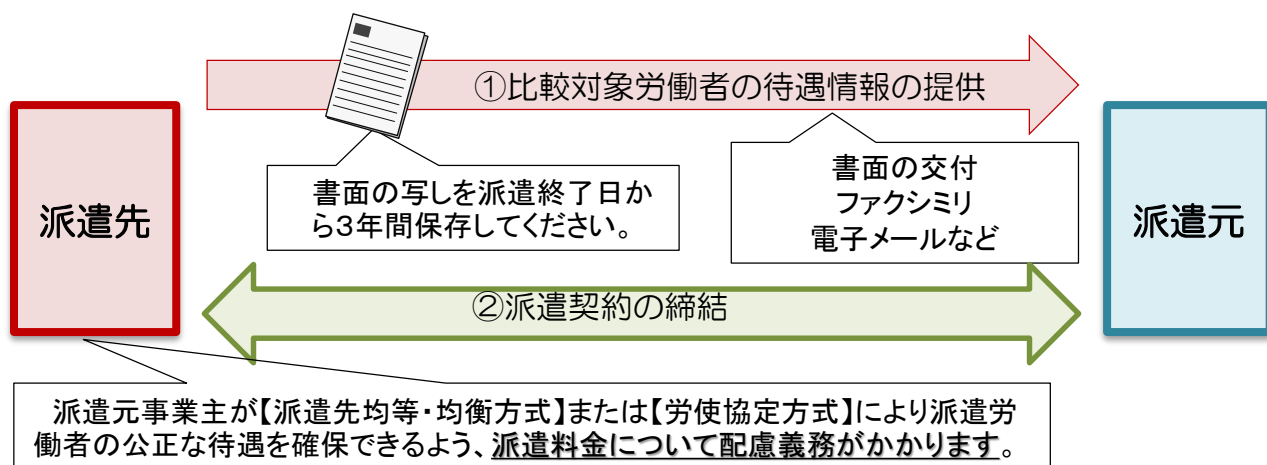 ①比較対象労働者の待遇情報の提供
派遣先
書面の写しを派遣終了日か
ら3年間保存してください。
書面の交付
ファクシミリ
電子メールなど
派遣元
②派遣契約の締結
派遣元事業主が【派遣先均等・均衡方式】または【労使協定方式】により派遣労
働者の公正な待遇を確保できるよう、派遣料金について配慮義務がかかります。